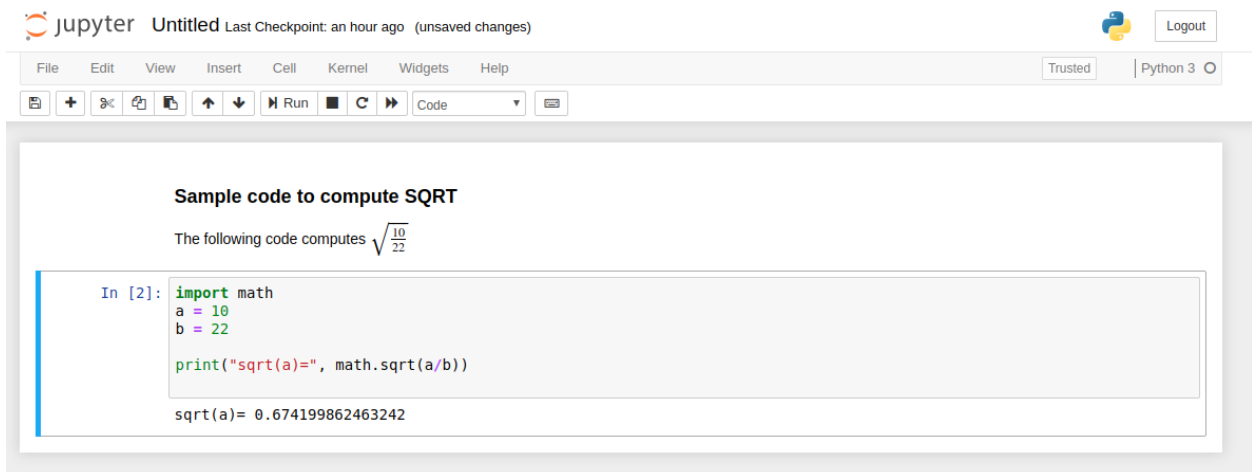 jupyter Untitled Last Checkpoint: an hour ago (unsaved changes) Logout
File Edit View Insert Cell Kernel Widgets Help Trusted Python 3
Run Code
Sample code to compute SQRT
The following code computes √(10/22)
In [2]: import math
a = 10
b = 22
print("sqrt(a)=", math.sqrt(a/b))
sqrt(a)= 0.674199862463242